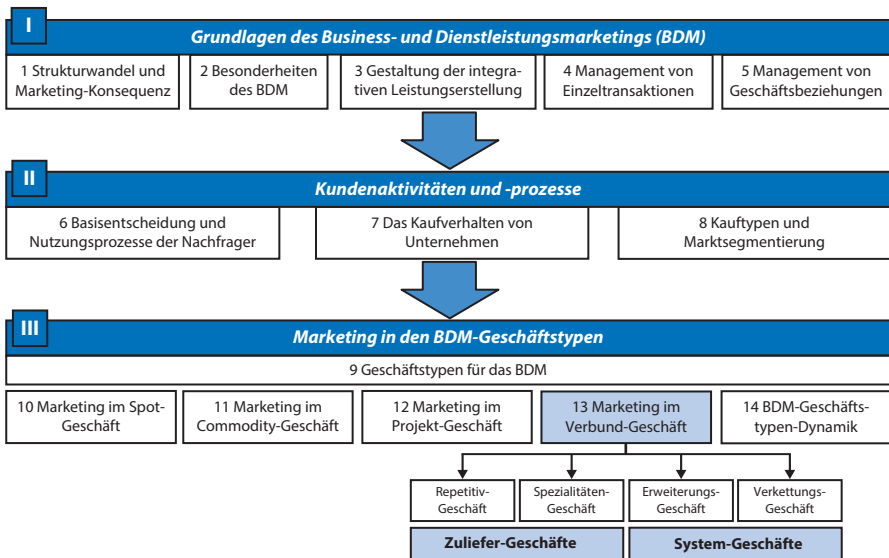 I
Grundlagen des Business- und Dienstleistungsmarketings (BDM)
1 Strukturwandel und
Marketing-Konsequenz
2 Besonderheiten
des BDM
3 Gestaltung der integra-
tiven Leistungserstellung
4 Management von
Einzeltransaktionen
5 Management von
Geschäftsbeziehungen
II
Kundenaktivitäten und -prozesse
6 Basisentscheidung und
Nutzungsprozesse der Nachfrager
7 Das Kaufverhalten von
Unternehmen
8 Kauftypen und
Marktsegmentierung
III
Marketing in den BDM-Geschäftstypen
9 Geschäftstypen für das BDM
10 Marketing im Spot-
Geschäft
11 Marketing im
Commodity-Geschäft
12 Marketing im
Projekt-Geschäft
13 Marketing im
Verbund-Geschäft
14 BDM-Geschäfts-
typen-Dynamik
Repetitiv-
Geschäft
Spezialitäten-
Geschäft
Erweiterungs-
Geschäft
Verkettungs-
Geschäft
Zuliefer-Geschäfte
System-Geschäfte